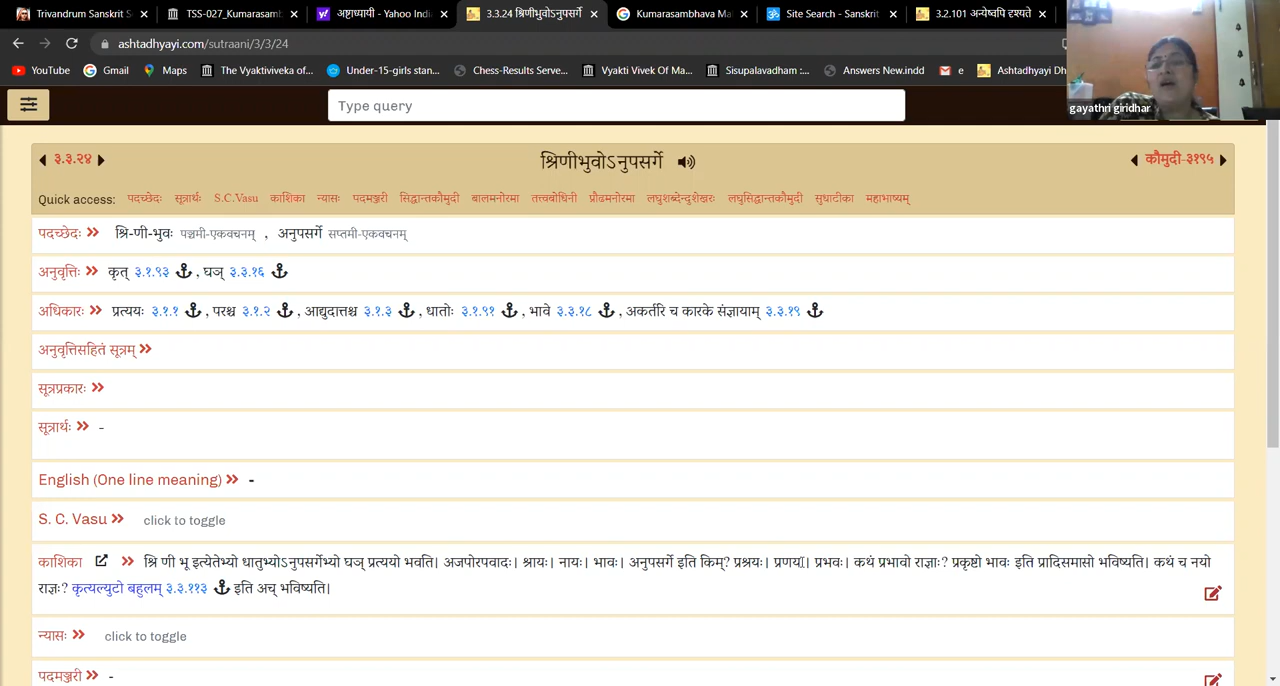 Trivandrum Sanskrit S
TSS-027_Kumarasamb
अष्टाध्यायी - Yahoo Indi
3.3.24 श्रिणीभुवोऽनुपसर्गे
Kumarasambhava Ma
Site Search - Sanskrit
3.2.101 अन्येष्वपि दृश्यते
ashtadhyayi.com/sutraani/3/3/24
YouTube Gmail Maps The Vyaktiviveka of... Under-15-girls stan... Chess-Results Serve... Vyakti Vivek Of Ma... Sisupalavadham :... Answers New.indd e Ashtadhyayi Dh
gayathri giridhar
Type query
३.३.२४ श्रिणीभुवोऽनुपसर्गे कौमुदी-३१९५
Quick access: पदच्छेदः सूत्रार्थः S.C.Vasu काशिका न्यासः पदमञ्जरी सिद्धान्तकौमुदी बालमनोरमा तत्त्वबोधिनी प्रौढमनोरमा लघुशब्देन्दुशेखरः लघुसिद्धान्तकौमुदी सुधाटीका महाभाष्यम्
पदच्छेदः श्रि-णी-भुवः पञ्चमी-एकवचनम् , अनुपसर्गे सप्तमी-एकवचनम्
अनुवृत्तिः कृत् ३.१.९३ , घञ् ३.३.१६
अधिकारः प्रत्ययः ३.१.१ , परश्च ३.१.२ , आद्युदात्तश्च ३.१.३ , धातोः ३.१.९१ , भावे ३.३.१८ , अकर्तरि च कारके संज्ञायाम् ३.३.१९
अनुवृत्तिसहितं सूत्रम्
सूत्रप्रकारः
सूत्रार्थः -
English (One line meaning) -
S. C. Vasu click to toggle
काशिका श्रि णी भू इत्येतेभ्यो धातुभ्योऽनुपसर्गेभ्यो घञ् प्रत्ययो भवति। अजपोरपवादः। श्रायः। नायः। भावः। अनुपसर्गे इति किम्? प्रश्रयः। प्रणयः। प्रभवः। कथं प्रभावो राज्ञाः? प्रकृष्टो भावः इति प्रादिसमासो भविष्यति। कथं च नयो
राज्ञः? कृत्यल्युटो बहुलम् ३.३.११३ इति अच् भविष्यति।
न्यासः click to toggle
पदमञ्जरी -